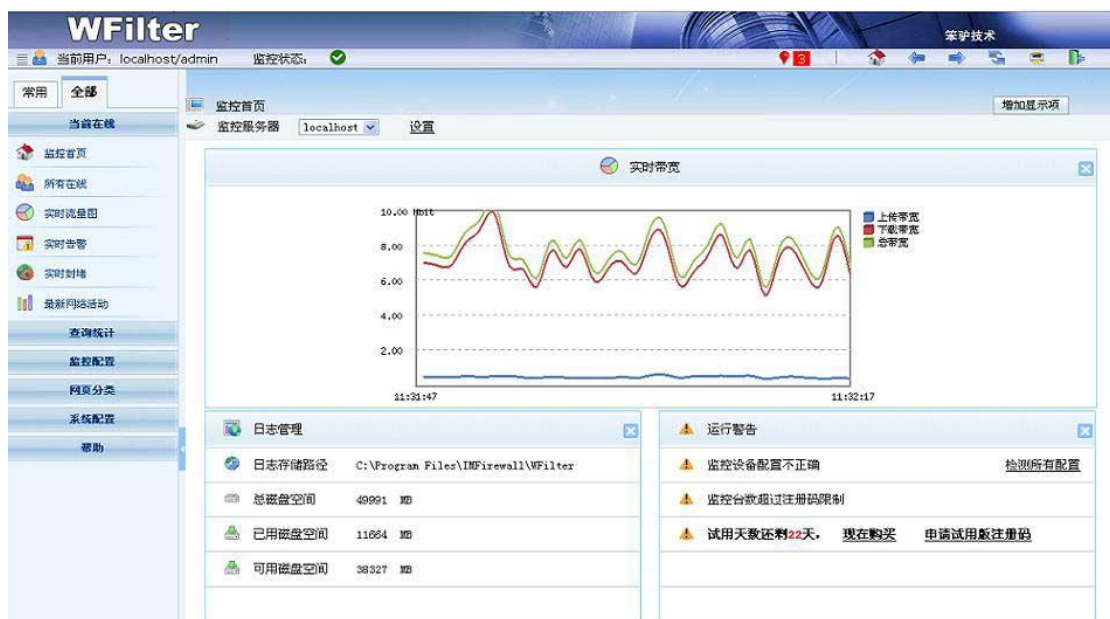 WFilter
笨驴技术
当前用户：localhost/admin 监控状态： 3
常用 全部
监控首页 增加显示项
当前在线
监控服务器 localhost 设置
监控首页
所有在线
实时流量图
实时告警
实时封堵
最新网络活动
查询统计
监控配置
网页分类
系统配置
帮助
实时带宽
10.00 Mbit
8.00
6.00
4.00
2.00
11:31:47 11:32:17
上传带宽
下载带宽
总带宽
日志管理
日志存储路径 C:\Program Files\IMFirewall\WFilter
总磁盘空间 49991 MB
已用磁盘空间 11664 MB
可用磁盘空间 38327 MB
运行警告
监控设备配置不正确 检测所有配置
监控台数超过注册码限制
试用天数还剩22天， 现在购买 申请试用版注册码